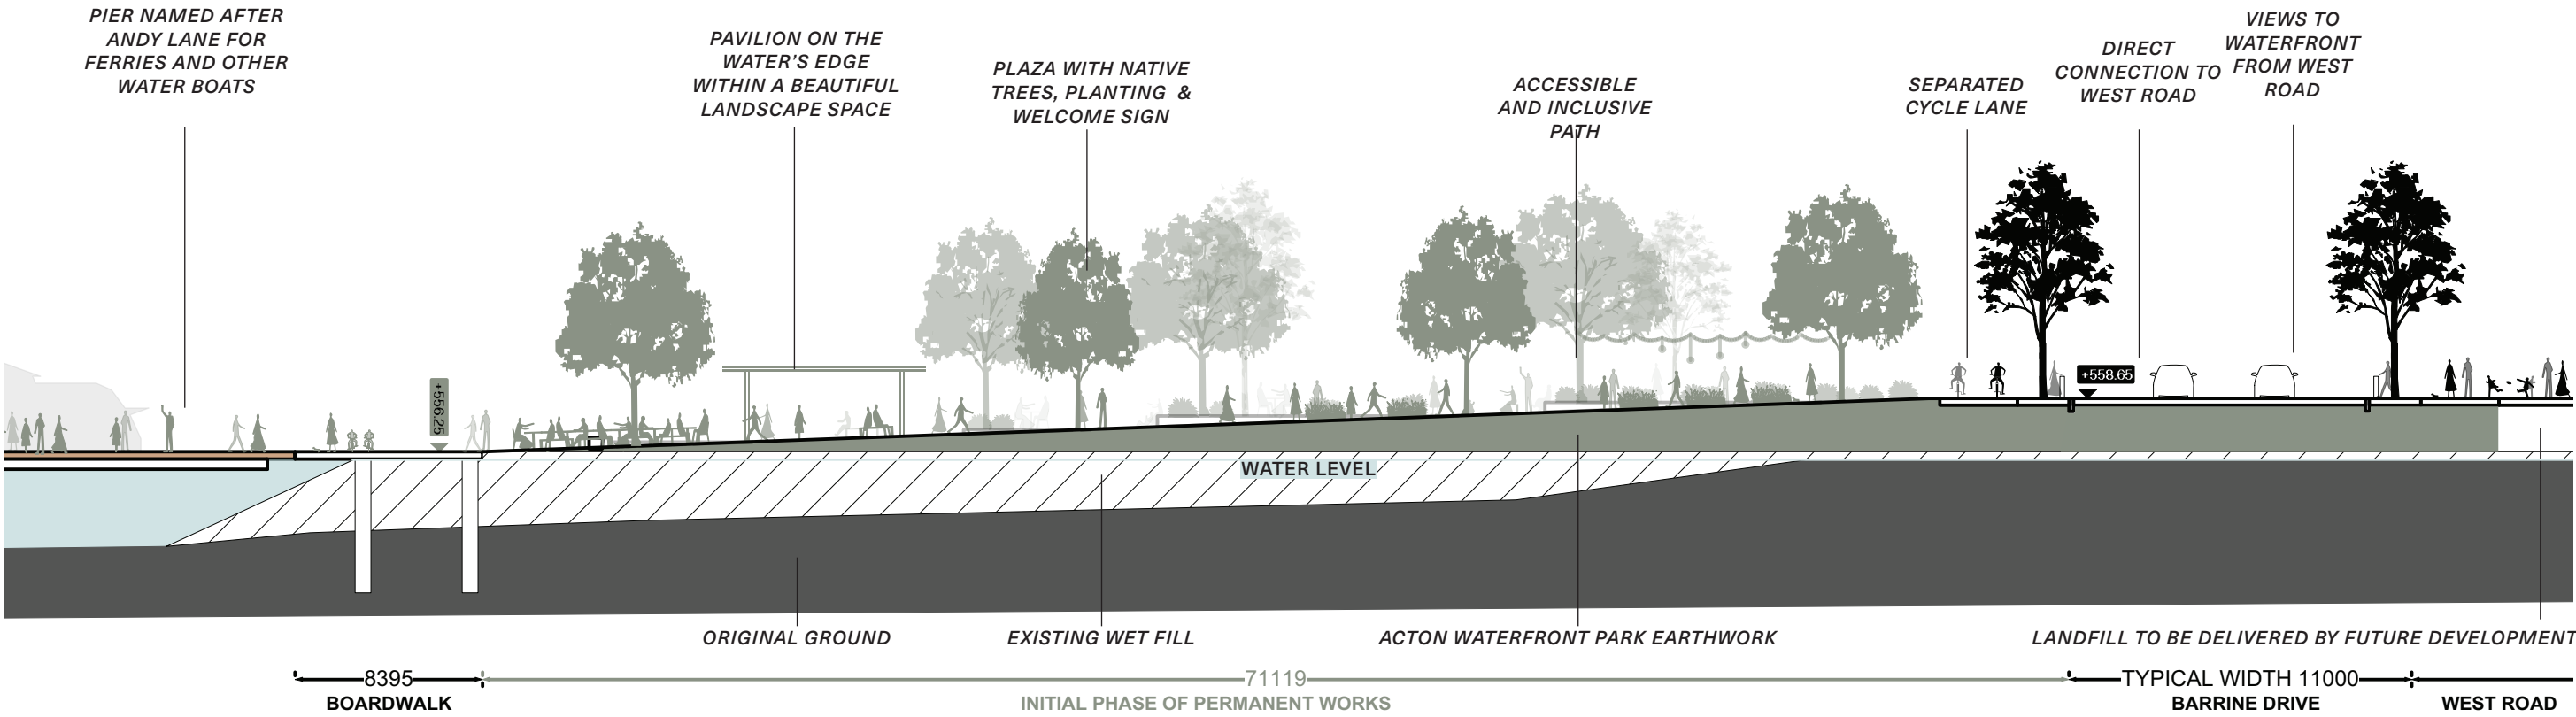 PIER NAMED AFTER
ANDY LANE FOR
FERRIES AND OTHER
WATER BOATS
PAVILION ON THE
WATER'S EDGE
WITHIN A BEAUTIFUL
LANDSCAPE SPACE
PLAZA WITH NATIVE
TREES, PLANTING &
WELCOME SIGN
ACCESSIBLE
AND INCLUSIVE
PATH
SEPARATED
CYCLE LANE
DIRECT
CONNECTION TO
WEST ROAD
VIEWS TO
WATERFRONT
FROM WEST
ROAD
+556.25
+558.65
WATER LEVEL
ORIGINAL GROUND
EXISTING WET FILL
ACTON WATERFRONT PARK EARTHWORK
LANDFILL TO BE DELIVERED BY FUTURE DEVELOPMENT
8395
BOARDWALK
71119
INITIAL PHASE OF PERMANENT WORKS
TYPICAL WIDTH 11000
BARRINE DRIVE
WEST ROAD